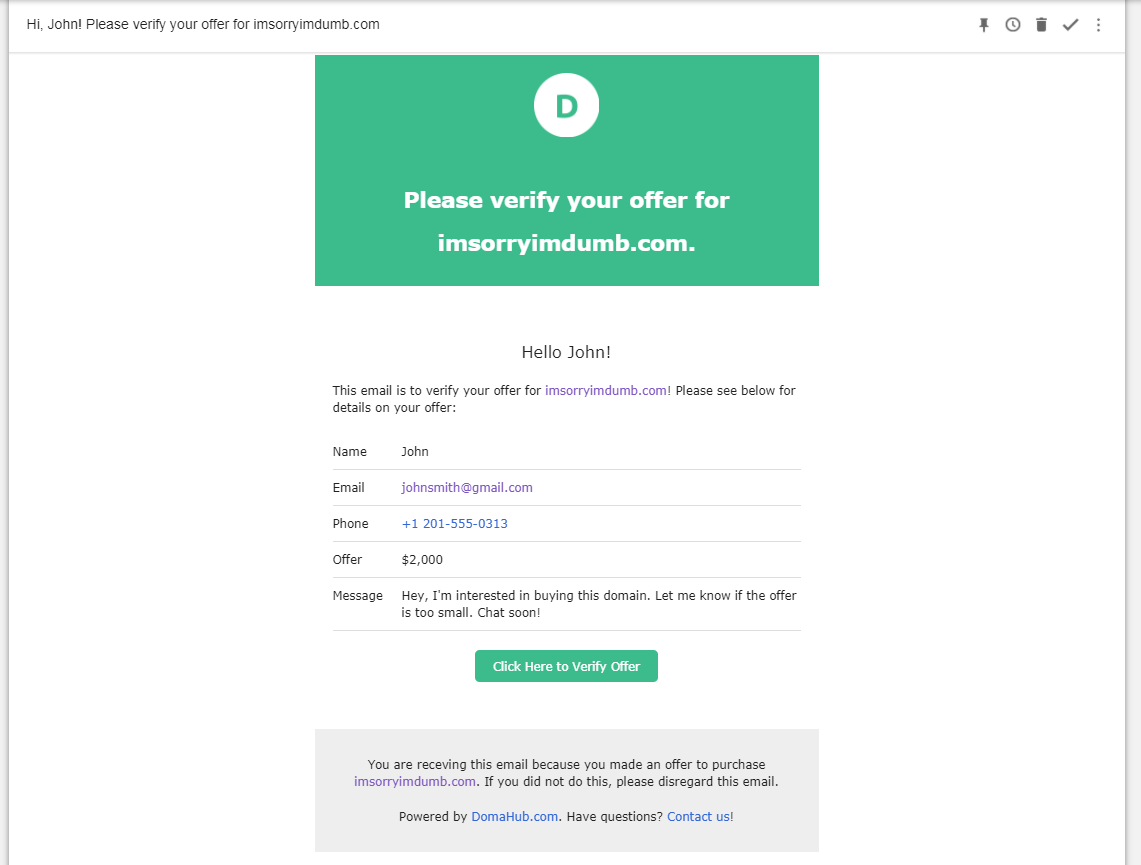 Hi, John! Please verify your offer for imsorryimdumb.com
D
Please verify your offer for
imsorryimdumb.com.
Hello John!
This email is to verify your offer for imsorryimdumb.com! Please see below for
details on your offer:
Name John
Email johnsmith@gmail.com
Phone +1 201-555-0313
Offer $2,000
Message Hey, I'm interested in buying this domain. Let me know if the offer
is too small. Chat soon!
Click Here to Verify Offer
You are receving this email because you made an offer to purchase
imsorryimdumb.com. If you did not do this, please disregard this email.
Powered by DomaHub.com. Have questions? Contact us!